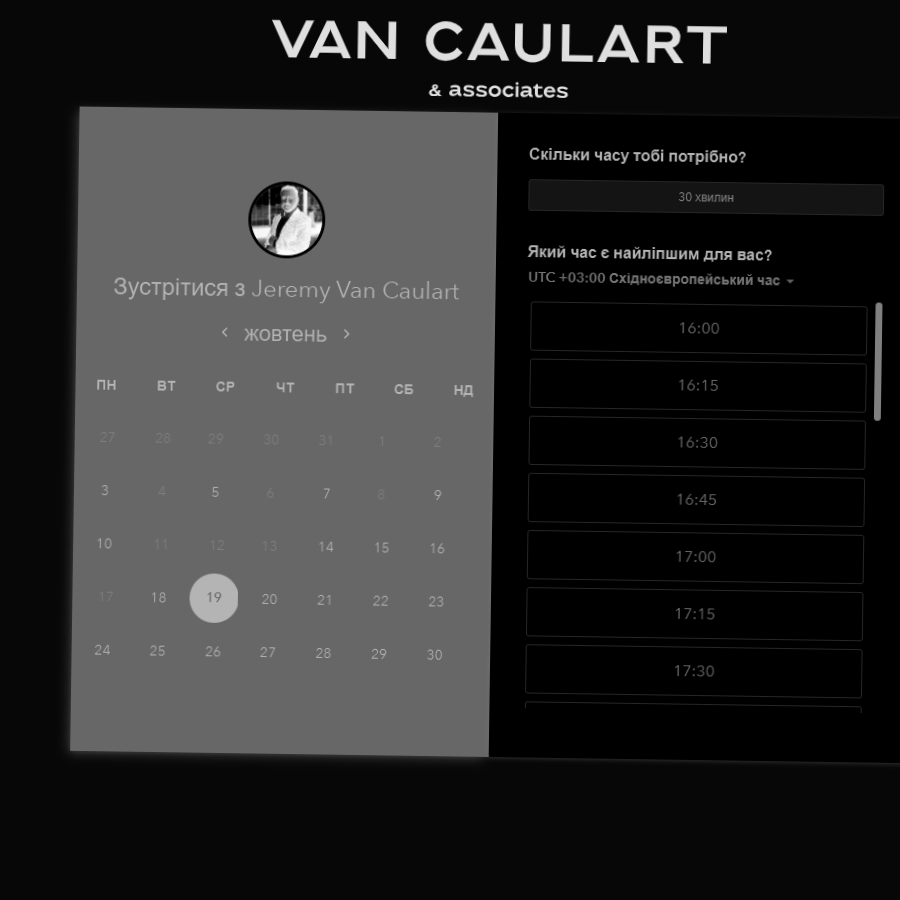 VAN CAULART
& associates
Зустрітися з Jeremy Van Caulart
жовтень
ПН ВТ СР ЧТ ПТ СБ НД
27 28 29 30 31 1 2
3 4 5 6 7 8 9
10 11 12 13 14 15 16
17 18 19 20 21 22 23
24 25 26 27 28 29 30
Скільки часу тобі потрібно?
30 хвилин
Який час є найліпшим для вас?
UTC +03:00 Східноєвропейський час
16:00
16:15
16:30
16:45
17:00
17:15
17:30